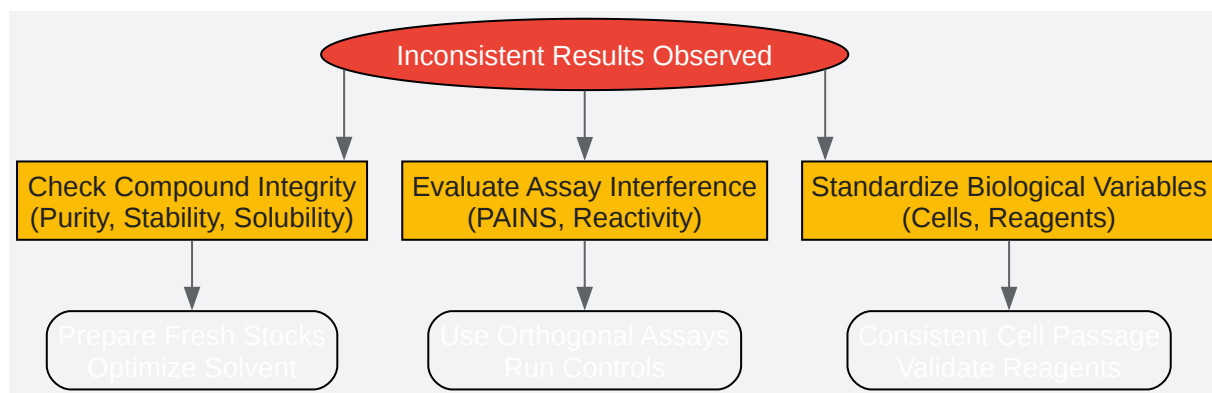 Inconsistent Results Observed
Check Compound Integrity
(Purity, Stability, Solubility)
Evaluate Assay Interference
(PAINS, Reactivity)
Standardize Biological Variables
(Cells, Reagents)
Prepare Fresh Stocks
Optimize Solvent
Use Orthogonal Assays
Run Controls
Consistent Cell Passage
Validate Reagents